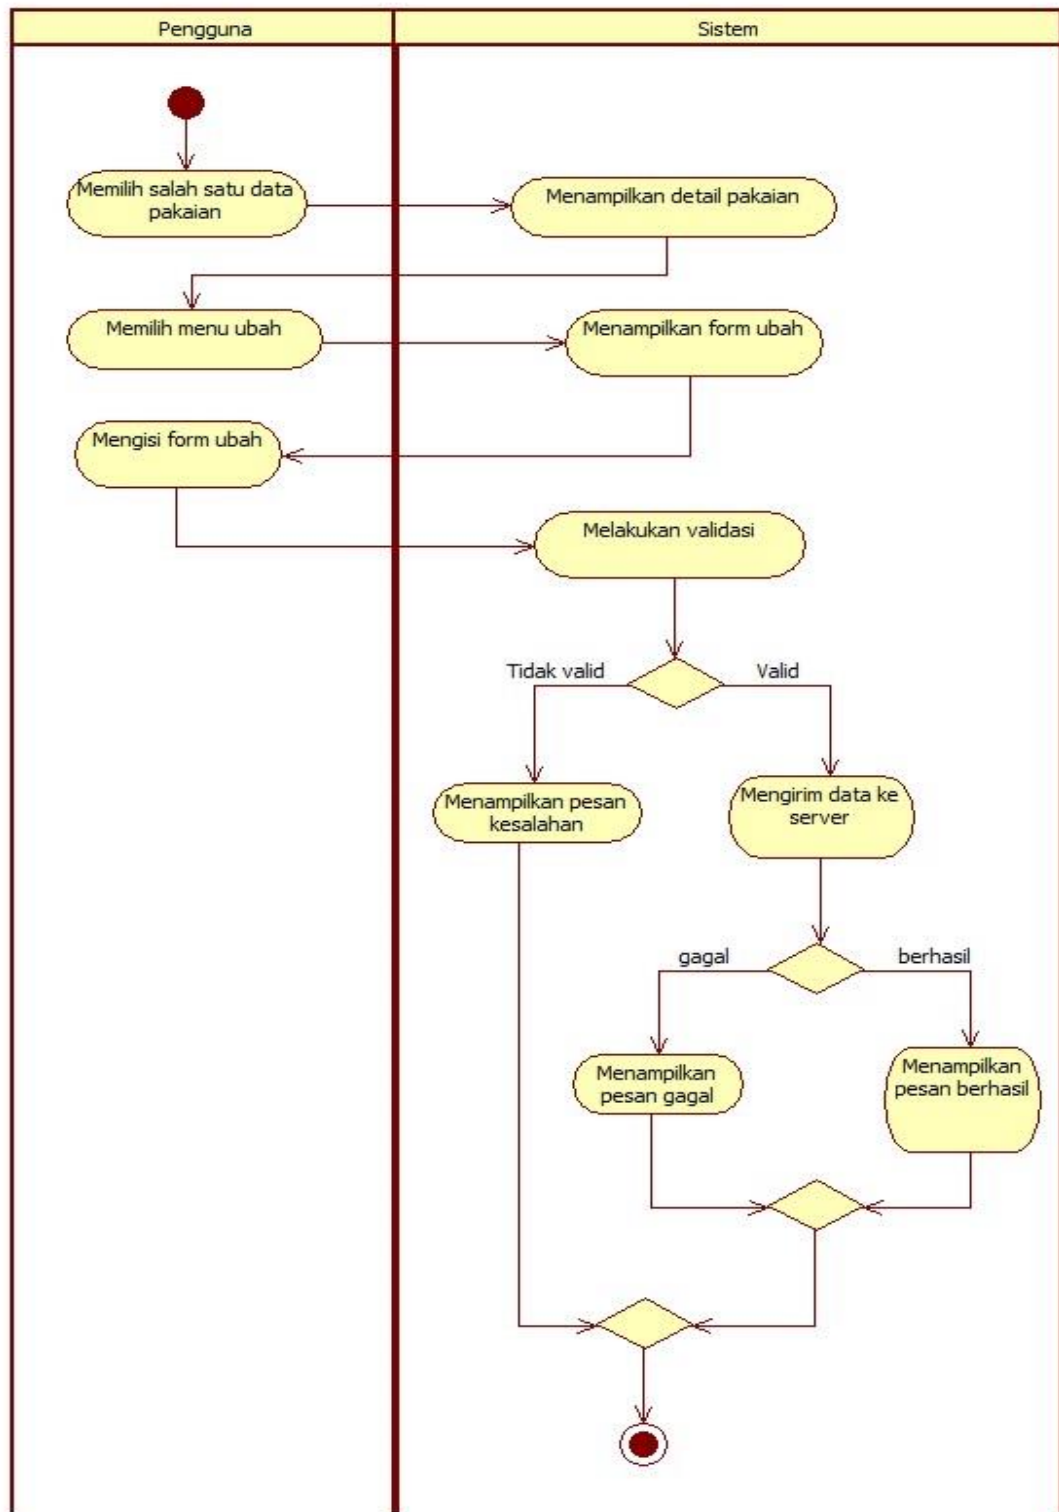 Pengguna
Sistem
Memilih salah satu data
pakaian
Menampilkan detail pakaian
Memilih menu ubah
Menampilkan form ubah
Mengisi form ubah
Melakukan validasi
Tidak valid
Valid
Menampilkan pesan
kesalahan
Mengirim data ke
server
gagal
berhasil
Menampilkan
pesan gagal
Menampilkan
pesan berhasil